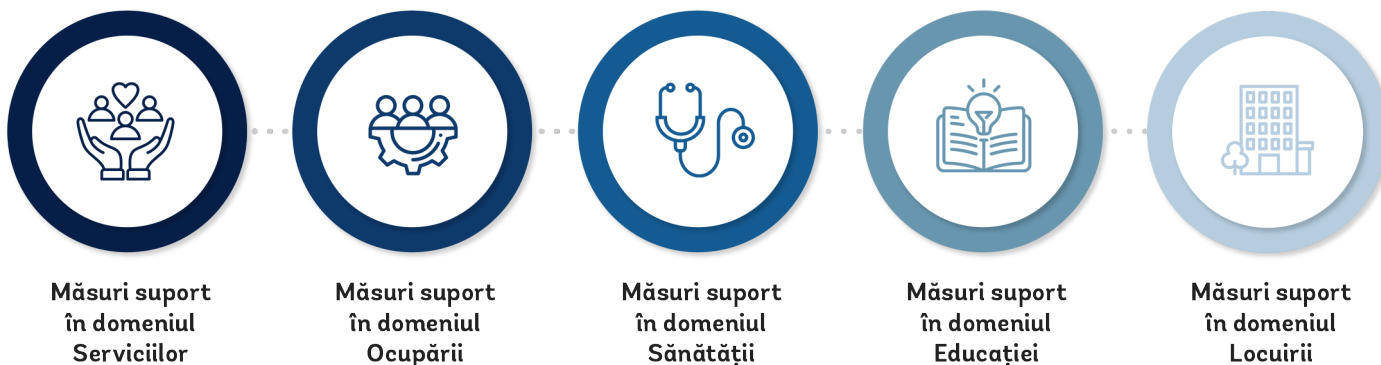 Măsuri suport
în domeniul
Serviciilor
Măsuri suport
în domeniul
Ocupării
Măsuri suport
în domeniul
Sănătății
Măsuri suport
în domeniul
Educației
Măsuri suport
în domeniul
Locuirii